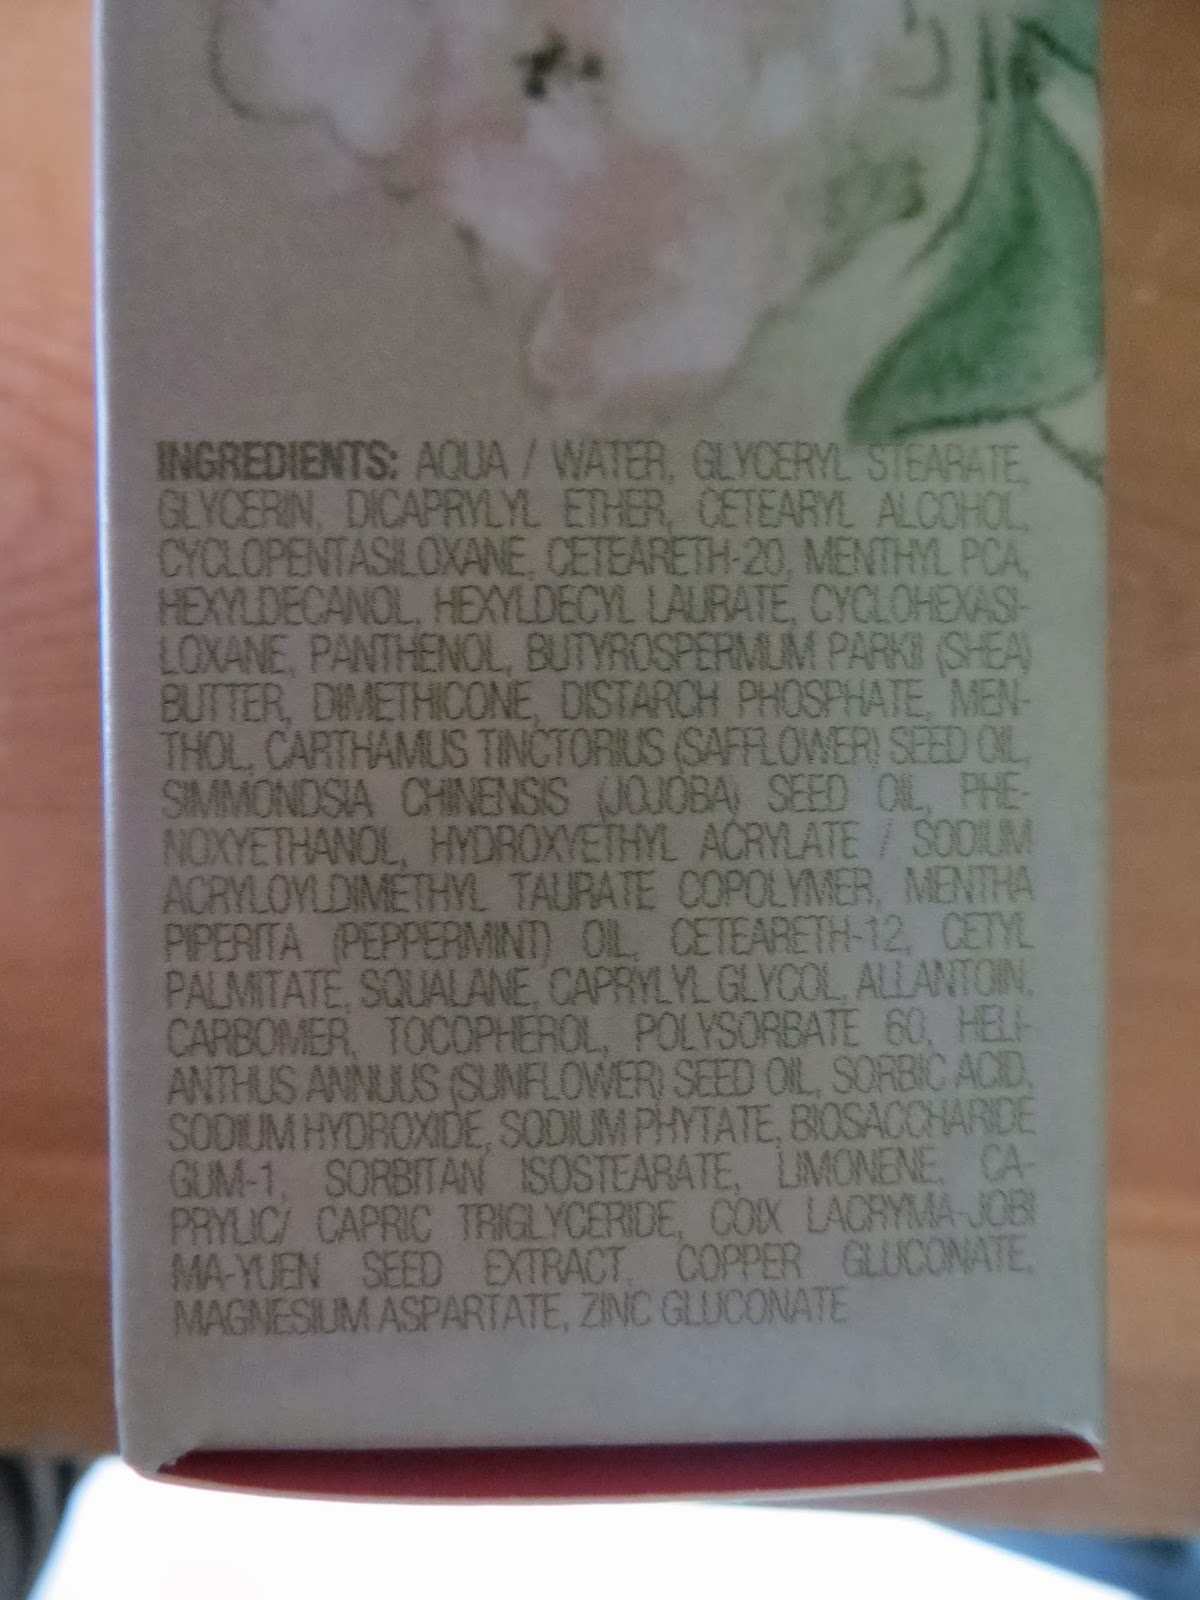 INGREDIENTS: AQUA / WATER, GLYCERYL STEARATE,
GLYCERIN, DICAPRYLYL ETHER, CETEARYL ALCOHOL,
CYCLOPENTASILOXANE, CETEARETH-20, MENTHYL PCA,
HEXYLDECANOL, HEXYLDECYL LAURATE, CYCLOHEXASI-
LOXANE, PANTHENOL, BUTYROSPERMUM PARKII (SHEA)
BUTTER, DIMETHICONE, DISTARCH PHOSPHATE, MEN-
THOL, CARTHAMUS TINCTORIUS (SAFFLOWER) SEED OIL,
SIMMONDSIA CHINENSIS (JOJOBA) SEED OIL, PHE-
NOXYETHANOL, HYDROXYETHYL ACRYLATE / SODIUM
ACRYLOYLDIMETHYL TAURATE COPOLYMER, MENTHA
PIPERITA (PEPPERMINT) OIL, CETEARETH-12, CETYL
PALMITATE, SQUALANE, CAPRYLYL GLYCOL, ALLANTOIN,
CARBOMER, TOCOPHEROL, POLYSORBATE 60, HELI-
ANTHUS ANNUUS (SUNFLOWER) SEED OIL, SORBIC ACID,
SODIUM HYDROXIDE, SODIUM PHYTATE, BIOSACCHARIDE
GUM-1, SORBITAN ISOSTEARATE, LIMONENE, CA-
PRYLIC/ CAPRIC TRIGLYCERIDE, COIX LACRYMA-JOBI
MA-YUEN SEED EXTRACT, COPPER GLUCONATE,
MAGNESIUM ASPARTATE, ZINC GLUCONATE